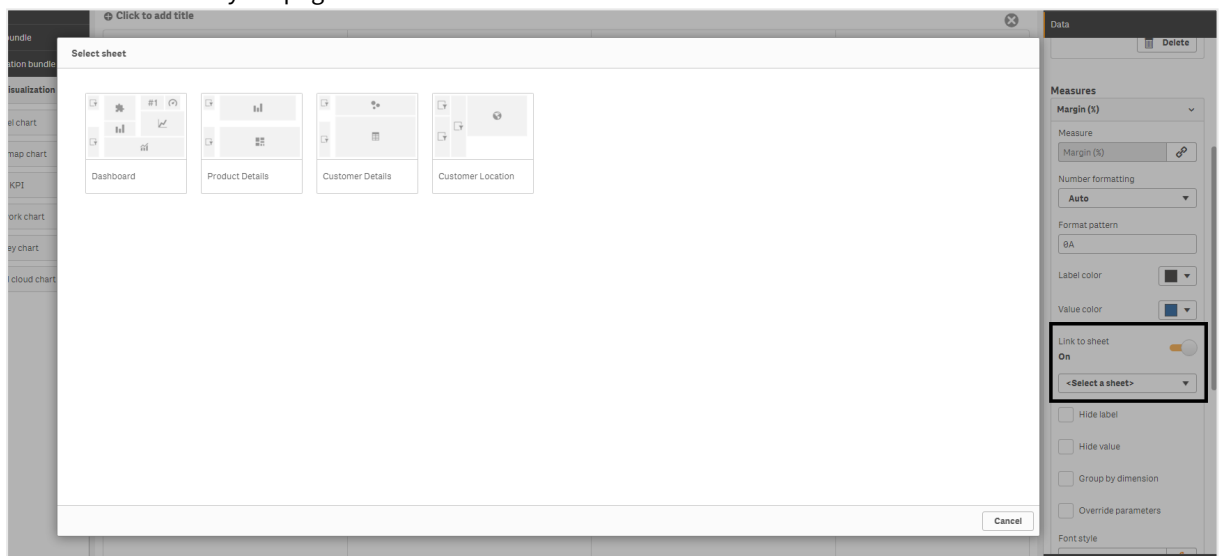 Click to add title
Data
undle
ation bundle
isualization
el chart
map chart
KPI
ork chart
ey chart
l cloud chart
Select sheet
#1
Dashboard
Product Details
Customer Details
Customer Location
Cancel
Delete
Measures
Margin (%)
Measure
Margin (%)
Number formatting
Auto
Format pattern
0A
Label color
Value color
Link to sheet
On
<Select a sheet>
Hide label
Hide value
Group by dimension
Override parameters
Font style